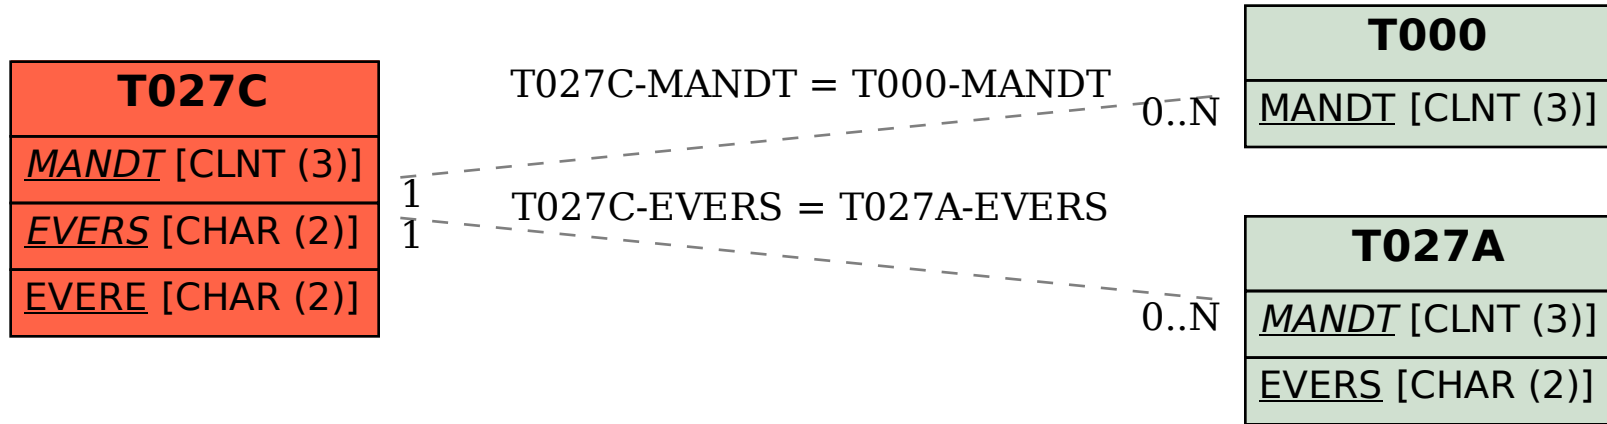 T027C
MANDT [CLNT (3)]
EVERS [CHAR (2)]
EVERE [CHAR (2)]
T027C-MANDT = T000-MANDT
0..N
1
T027C-EVERS = T027A-EVERS
1
0..N
T000
MANDT [CLNT (3)]
T027A
MANDT [CLNT (3)]
EVERS [CHAR (2)]